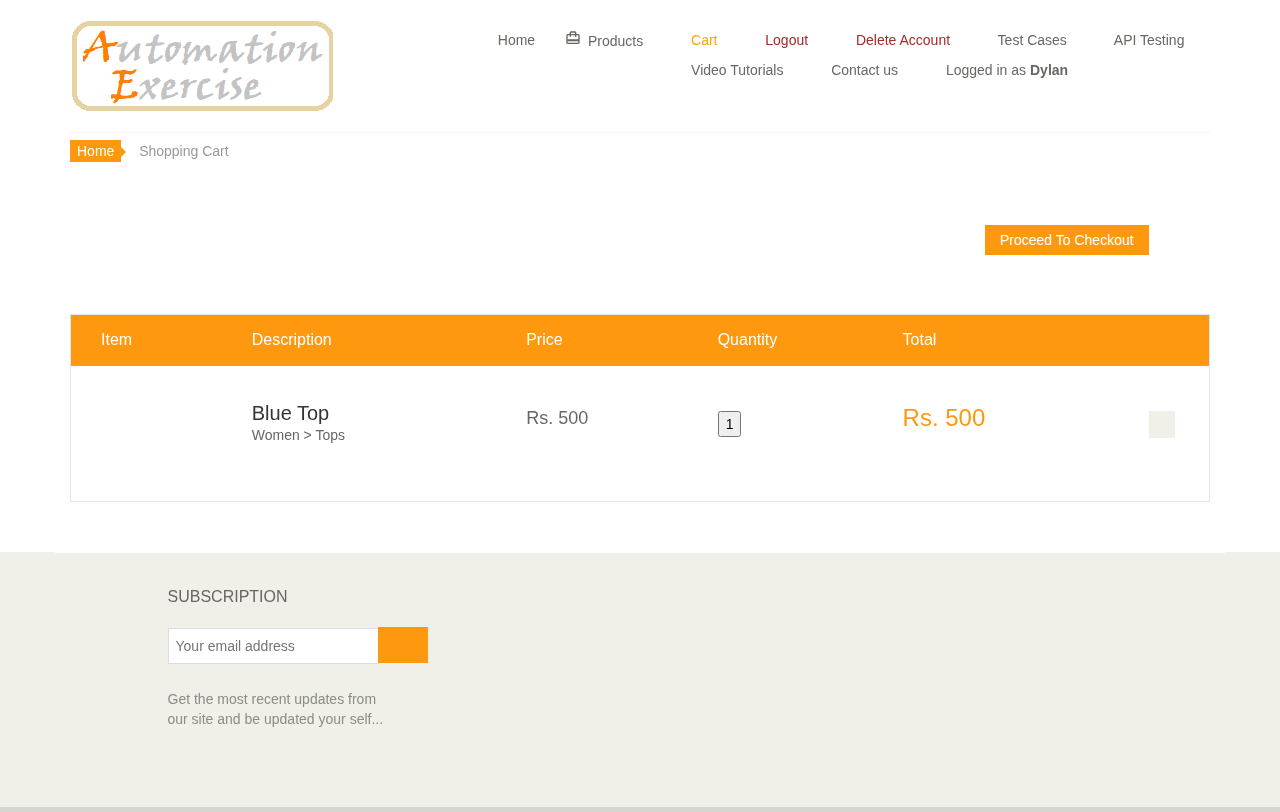 Automation
Exercise
Home Products Cart Logout Delete Account Test Cases API Testing
Video Tutorials Contact us Logged in as Dylan
Home Shopping Cart
Proceed To Checkout
Item Description Price Quantity Total
Blue Top Rs. 500 1 Rs. 500
Women > Tops
SUBSCRIPTION
Your email address
Get the most recent updates from
our site and be updated your self...